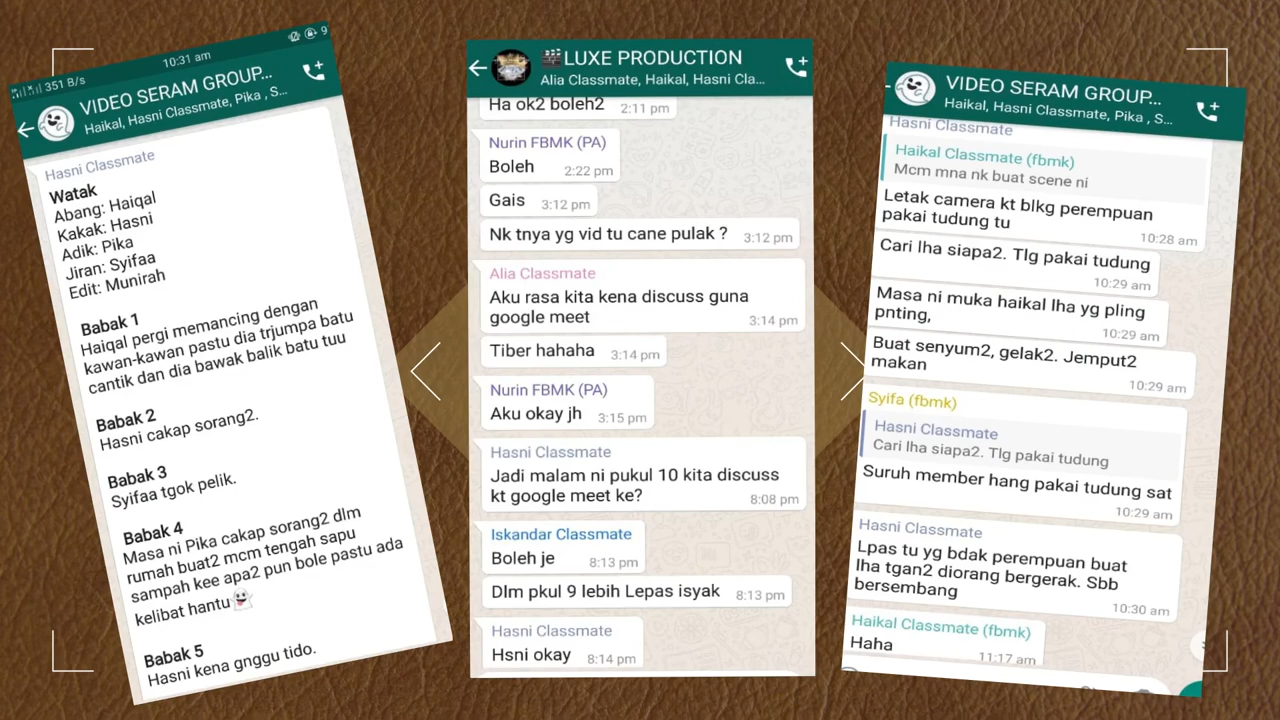 351 B/s
10:31 am
9
VIDEO SERAM GROUP...
Haikal, Hasni Classmate, Pika , S...
Hasni Classmate
Watak
Abang: Haiqal
Kakak: Hasni
Adik: Pika
Jiran: Syifaa
Edit: Munirah
Babak 1
Haiqal pergi memancing dengan
kawan-kawan pastu dia trjumpa batu
cantik dan dia bawak balik batu tuu
Babak 2
Hasni cakap sorang2.
Babak 3
Syifaa tgok pelik.
Babak 4
Masa ni Pika cakap sorang2 dlm
rumah buat2 mcm tengah sapu
sampah kee apa2 pun bole pastu ada
kelibat hantu👻
Babak 5
Hasni kena gnggu tido.
🎬LUXE PRODUCTION
Alia Classmate, Haikal, Hasni Cla...
Ha ok2 boleh2 2:11 pm
Nurin FBMK (PA)
Boleh 2:22 pm
Gais 3:12 pm
Nk tnya yg vid tu cane pulak ? 3:12 pm
Alia Classmate
Aku rasa kita kena discuss guna
google meet
3:14 pm
Tiber hahaha 3:14 pm
Nurin FBMK (PA)
Aku okay jh 3:15 pm
Hasni Classmate
Jadi malam ni pukul 10 kita discuss
kt google meet ke?
8:08 pm
Iskandar Classmate
Boleh je 8:13 pm
Dlm pkul 9 lebih Lepas isyak 8:13 pm
Hasni Classmate
Hsni okay 8:14 pm
VIDEO SERAM GROUP...
Haikal, Hasni Classmate, Pika , S...
Hasni Classmate
Haikal Classmate (fbmk)
Mcm mna nk buat scene ni
Letak camera kt blkg perempuan
pakai tudung tu
10:28 am
Cari lha siapa2. Tlg pakai tudung
10:29 am
Masa ni muka haikal lha yg pling
pnting,
10:29 am
Buat senyum2, gelak2. Jemput2
makan
10:29 am
Syifa (fbmk)
Hasni Classmate
Cari lha siapa2. Tlg pakai tudung
Suruh member hang pakai tudung sat
10:29 am
Hasni Classmate
Lpas tu yg bdak perempuan buat
lha tgan2 diorang bergerak. Sbb
bersembang
10:30 am
Haikal Classmate (fbmk)
Haha
11:17 am